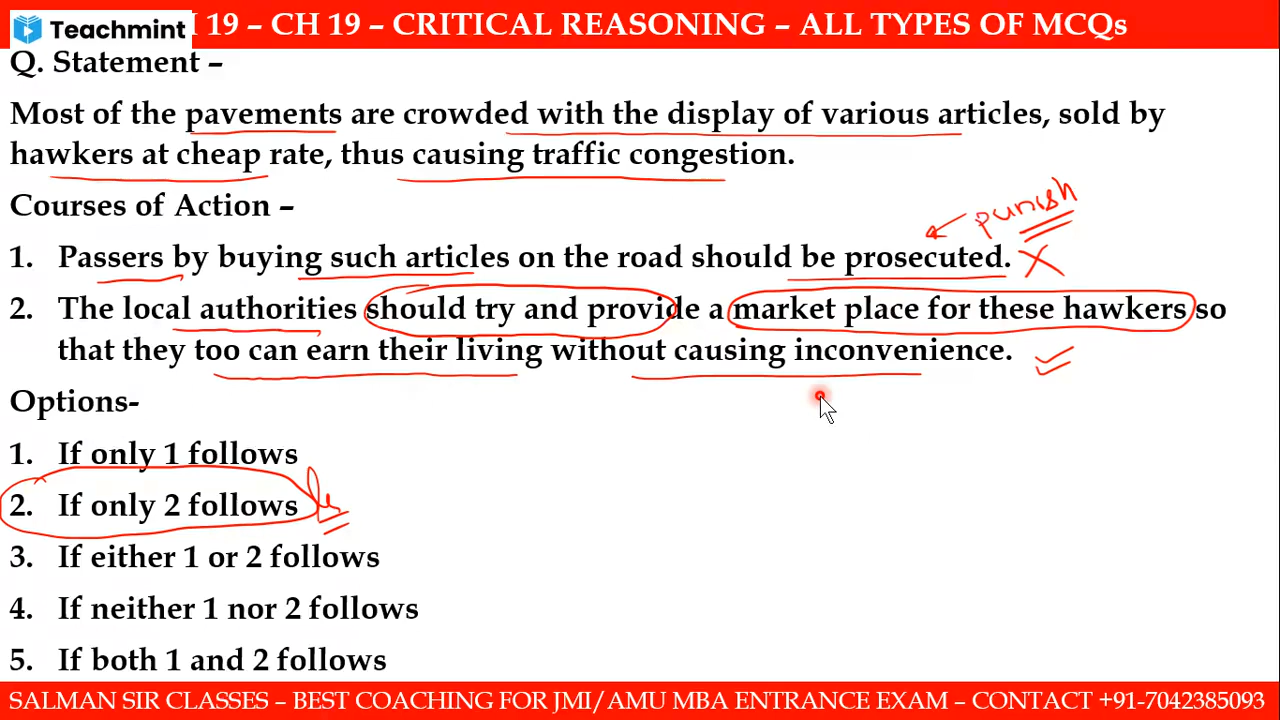 Teachmint
19 – CH 19 – CRITICAL REASONING – ALL TYPES OF MCQs
Q. Statement –
Most of the pavements are crowded with the display of various articles, sold by
hawkers at cheap rate, thus causing traffic congestion.
Courses of Action –
punish
1. Passers by buying such articles on the road should be prosecuted.
2. The local authorities should try and provide a market place for these hawkers so
that they too can earn their living without causing inconvenience.
Options-
1. If only 1 follows
2. If only 2 follows
3. If either 1 or 2 follows
4. If neither 1 nor 2 follows
5. If both 1 and 2 follows
SALMAN SIR CLASSES – BEST COACHING FOR JMI/AMU MBA ENTRANCE EXAM – CONTACT +91-7042385093